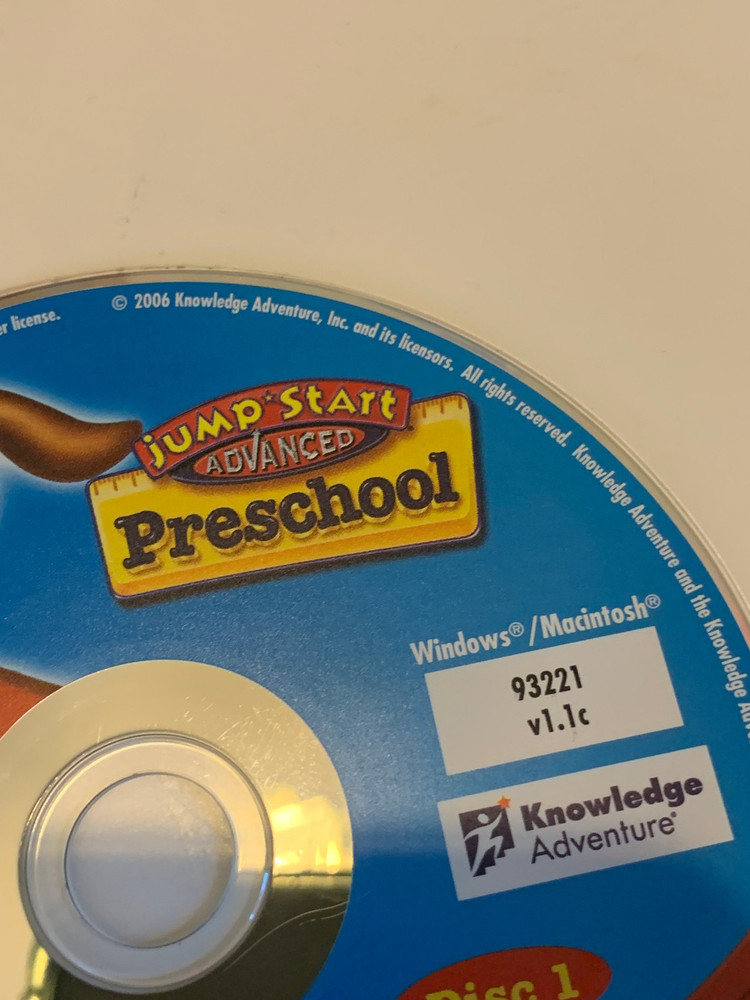 er license.
© 2006 Knowledge Adventure, Inc. and its licensors. All rights reserved. Knowledge Adventure and the Knowledge
JumpStart
ADVANCED
Preschool
Windows®/Macintosh®
93221
v1.1c
Knowledge
Adventure®
Disc 1